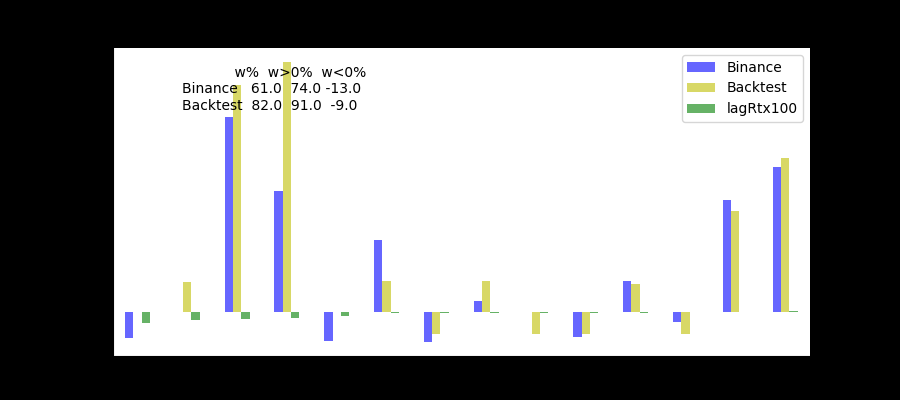 w%  w>0%  w<0%
Binance   61.0  74.0 -13.0
Backtest  82.0  91.0  -9.0
Binance
Backtest
lagRtx100